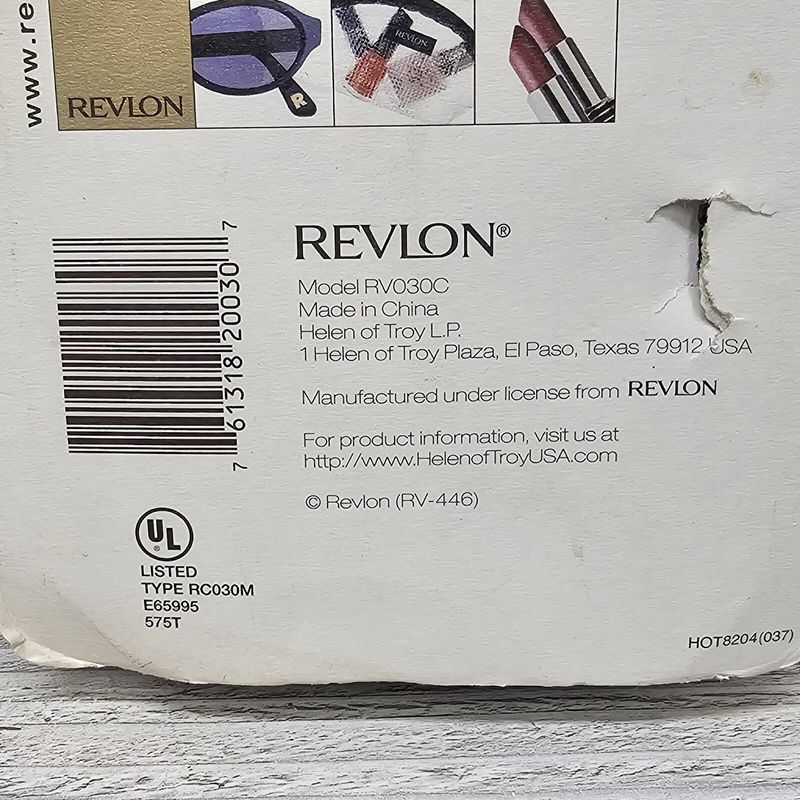 www.re
REVLON
REVLON
R
REVLON®
Model RV030C
Made in China
Helen of Troy L.P.
1 Helen of Troy Plaza, El Paso, Texas 79912 USA
Manufactured under license from REVLON
For product information, visit us at
http://www.HelenofTroyUSA.com
© Revlon (RV-446)
7 61318 20030 7
UL®
LISTED
TYPE RC030M
E65995
575T
HOT8204(037)